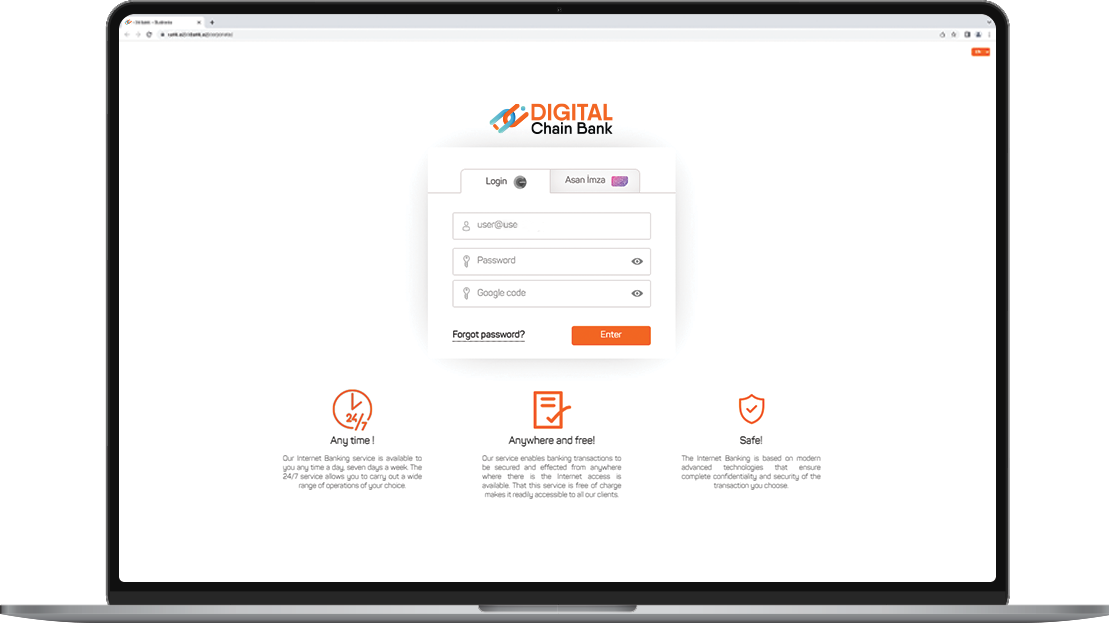 DIGITAL
Chain Bank
Login
Asan İmza
user@use
Password
Google code
Forgot password?
Enter
24/7
Any time !
Anywhere and free!
Safe!
Our Internet Banking service is available to
you any time a day, seven days a week. The
24/7 service allows you to carry out a wide
range of operations of your choice.
Our service enables banking transactions to
be secured and effected from anywhere
where there is the Internet access is
available. That this service is free of charge
makes it readily accessible to all our clients.
The Internet Banking is based on modern
advanced technologies that ensure
complete confidentiality and security of the
transaction you choose.